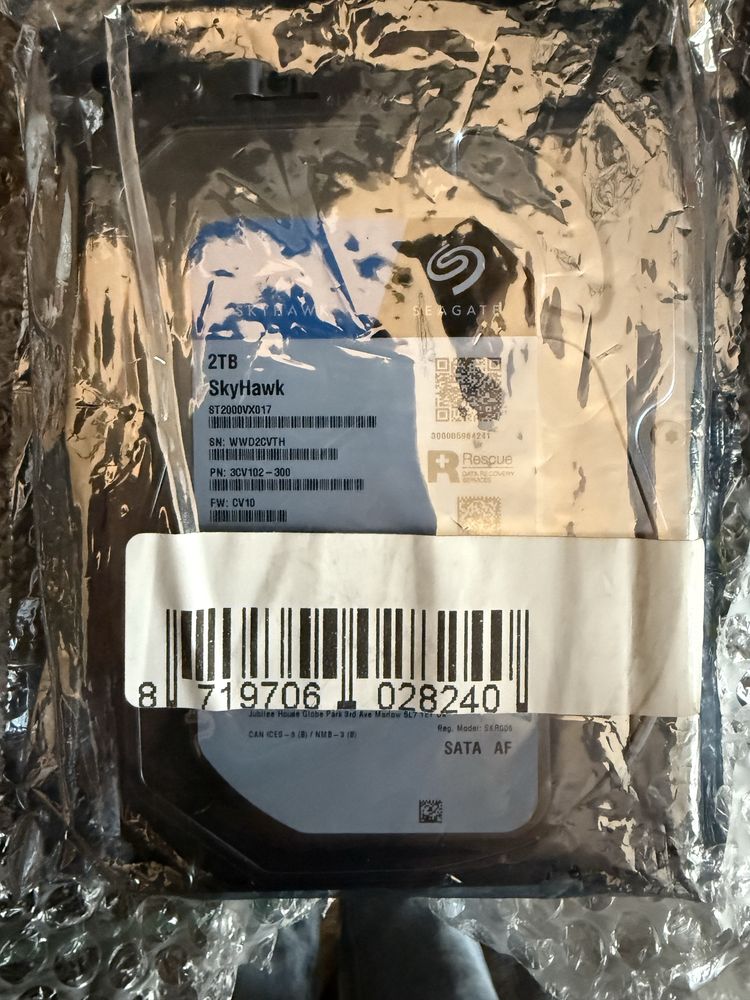 SKYHAWK
SEAGATE
2TB
SkyHawk
ST2000VX017
SN: WWD2CVTH
PN: 3CV102-300
FW: CV10
300065964241
Rescue
DATA RECOVERY
SERVICES
8 719706 028240
Jubilee House Globe Park 3rd Ave Marlow SL7 1EY UK
CAN ICES-3 (B) / NMB-3 (B)
Reg. Model: SKR006
SATA AF